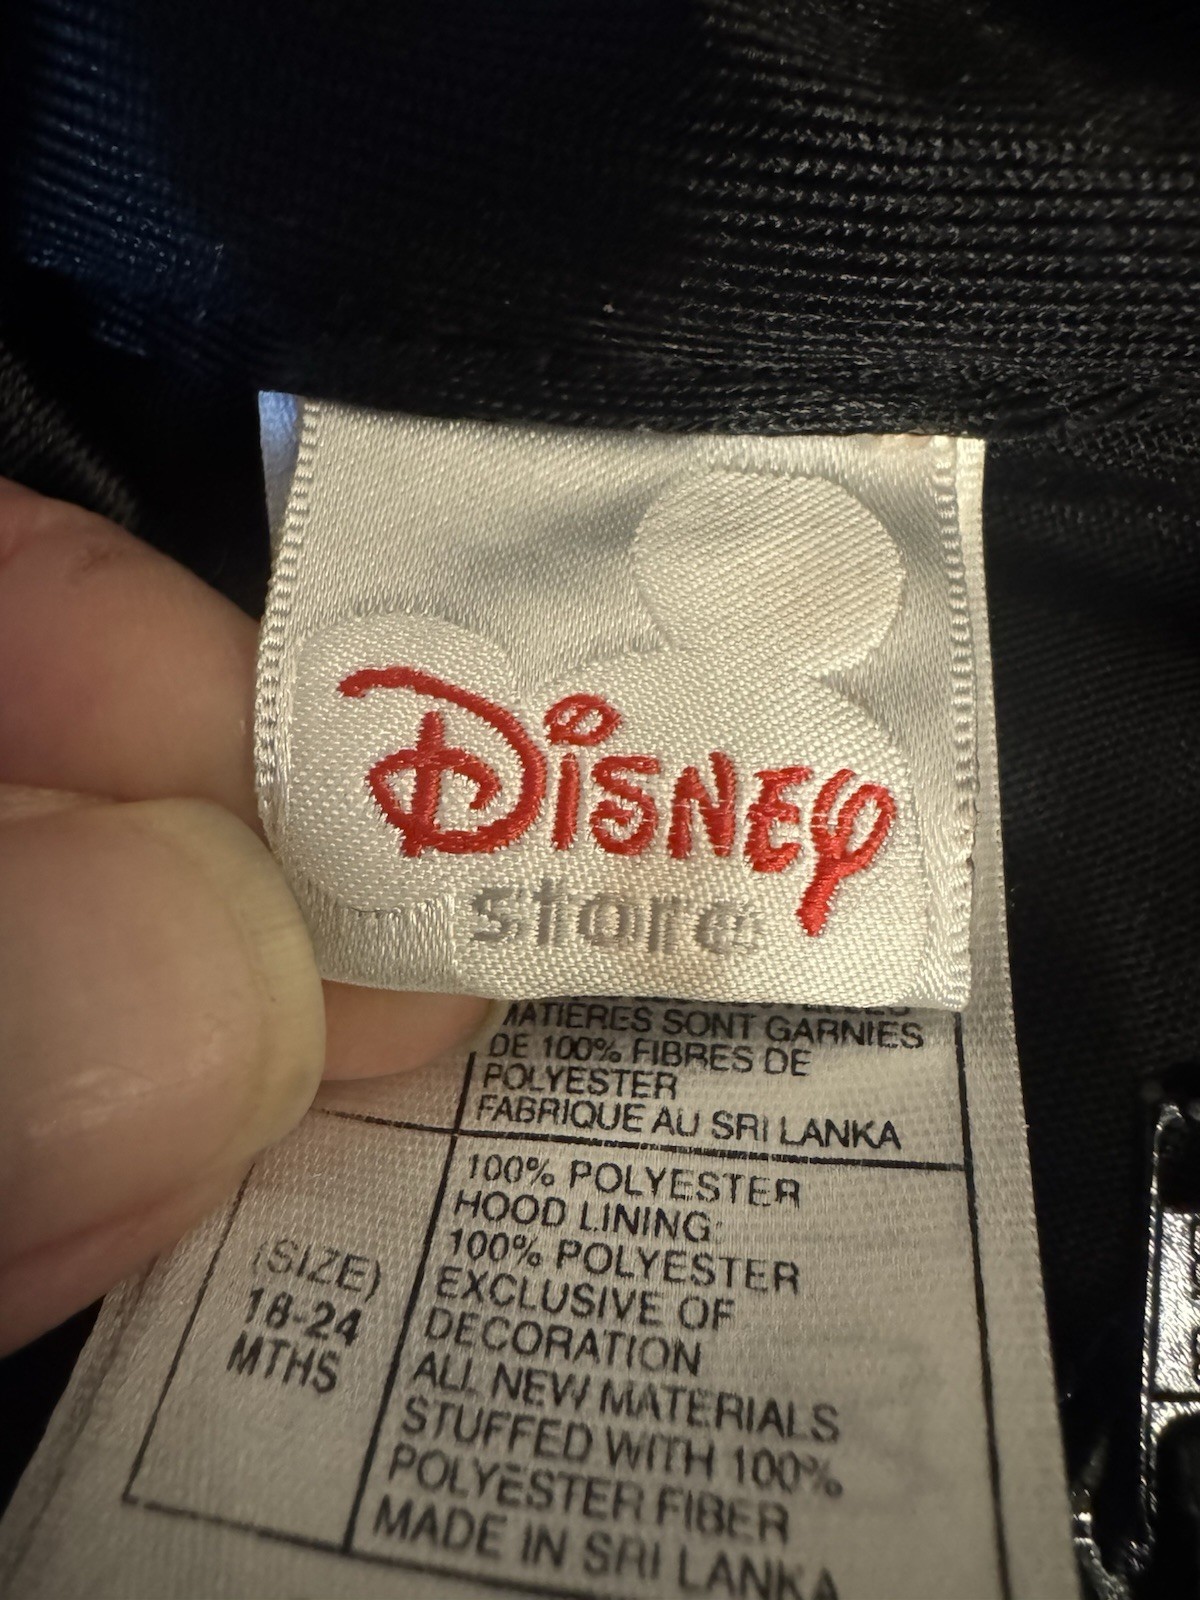 Disney
store
MATIERES SONT GARNIES
DE 100% FIBRES DE
POLYESTER
FABRIQUE AU SRI LANKA
(SIZE)
18-24
MTHS
100% POLYESTER
HOOD LINING:
100% POLYESTER
EXCLUSIVE OF
DECORATION
ALL NEW MATERIALS
STUFFED WITH 100%
POLYESTER FIBER
MADE IN SRI LANKA